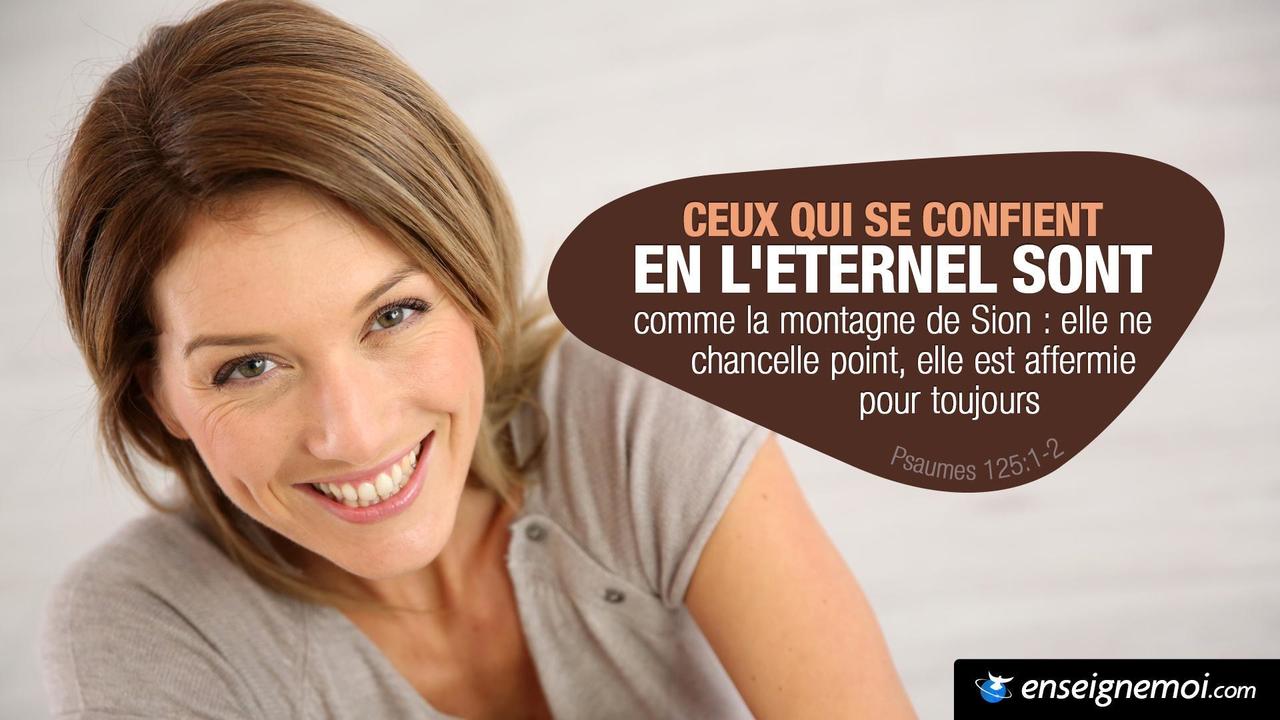 CEUX QUI SE CONFIENT
EN L'ETERNEL SONT
comme la montagne de Sion : elle ne
chancelle point, elle est affermie
pour toujours
Psaumes 125:1-2
enseignemoi.com